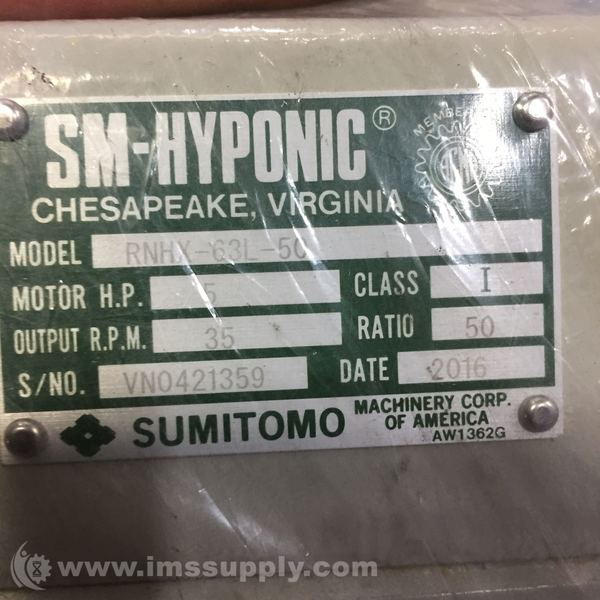 SM-HYPONIC®
MEMBER
CHESAPEAKE, VIRGINIA
MODEL RNHX-63L-50
MOTOR H.P. 5 CLASS I
OUTPUT R.P.M. 35 RATIO 50
S/NO. VN0421359 DATE 2016
SUMITOMO MACHINERY CORP.
OF AMERICA
AW1362G
www.imssupply.com